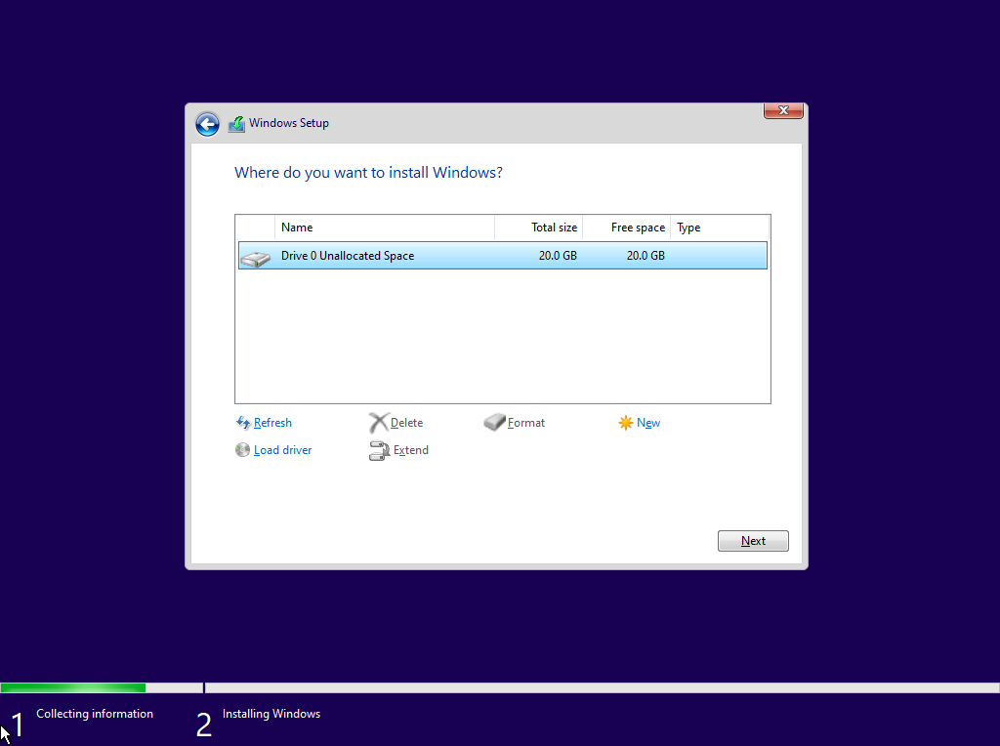 Windows Setup
Where do you want to install Windows?
Name Total size Free space Type
Drive 0 Unallocated Space 20.0 GB 20.0 GB
Refresh Delete Format New
Load driver Extend
Next
1 Collecting information 2 Installing Windows